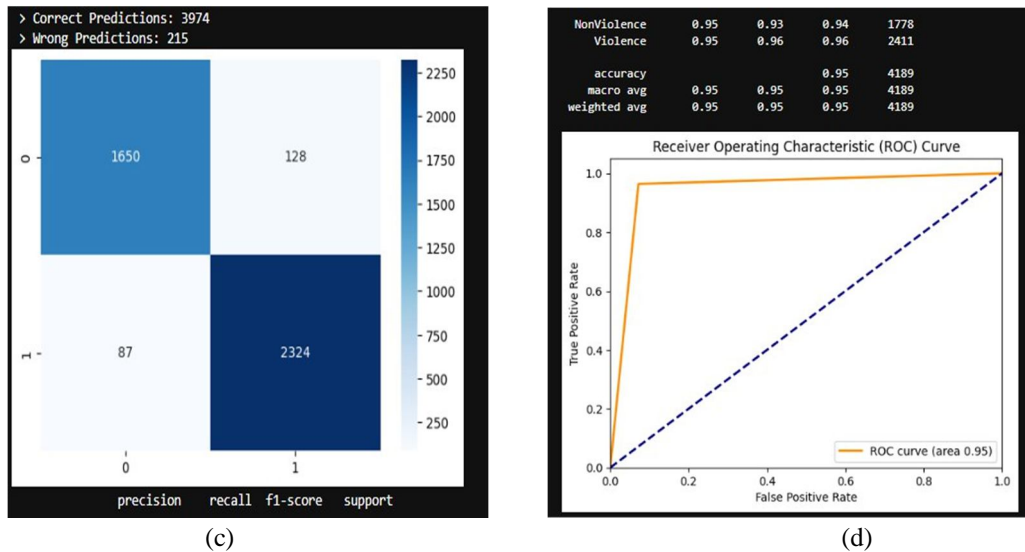 > Correct Predictions: 3974
> Wrong Predictions: 215
0
1650
128
1
87
2324
0
1
2250
2000
1750
1500
1250
1000
750
500
250
precision recall f1-score support
(c)
NonViolence 0.95 0.93 0.94 1778
Violence 0.95 0.96 0.96 2411
accuracy 0.95 4189
macro avg 0.95 0.95 0.95 4189
weighted avg 0.95 0.95 0.95 4189
Receiver Operating Characteristic (ROC) Curve
True Positive Rate
1.0
0.8
0.6
0.4
0.2
0.0
0.0 0.2 0.4 0.6 0.8 1.0
False Positive Rate
ROC curve (area 0.95)
(d)